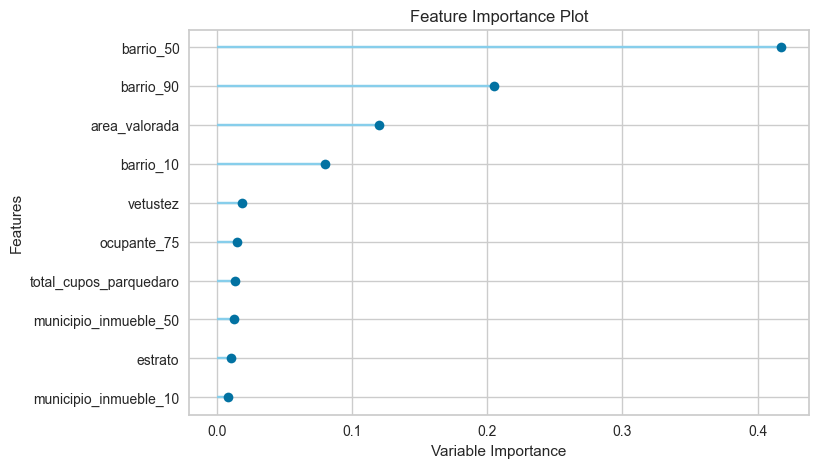 Feature Importance Plot
Features
barrio_50
barrio_90
area_valorada
barrio_10
vetustez
ocupante_75
total_cupos_parquedaro
municipio_inmueble_50
estrato
municipio_inmueble_10
0.0 0.1 0.2 0.3 0.4
Variable Importance